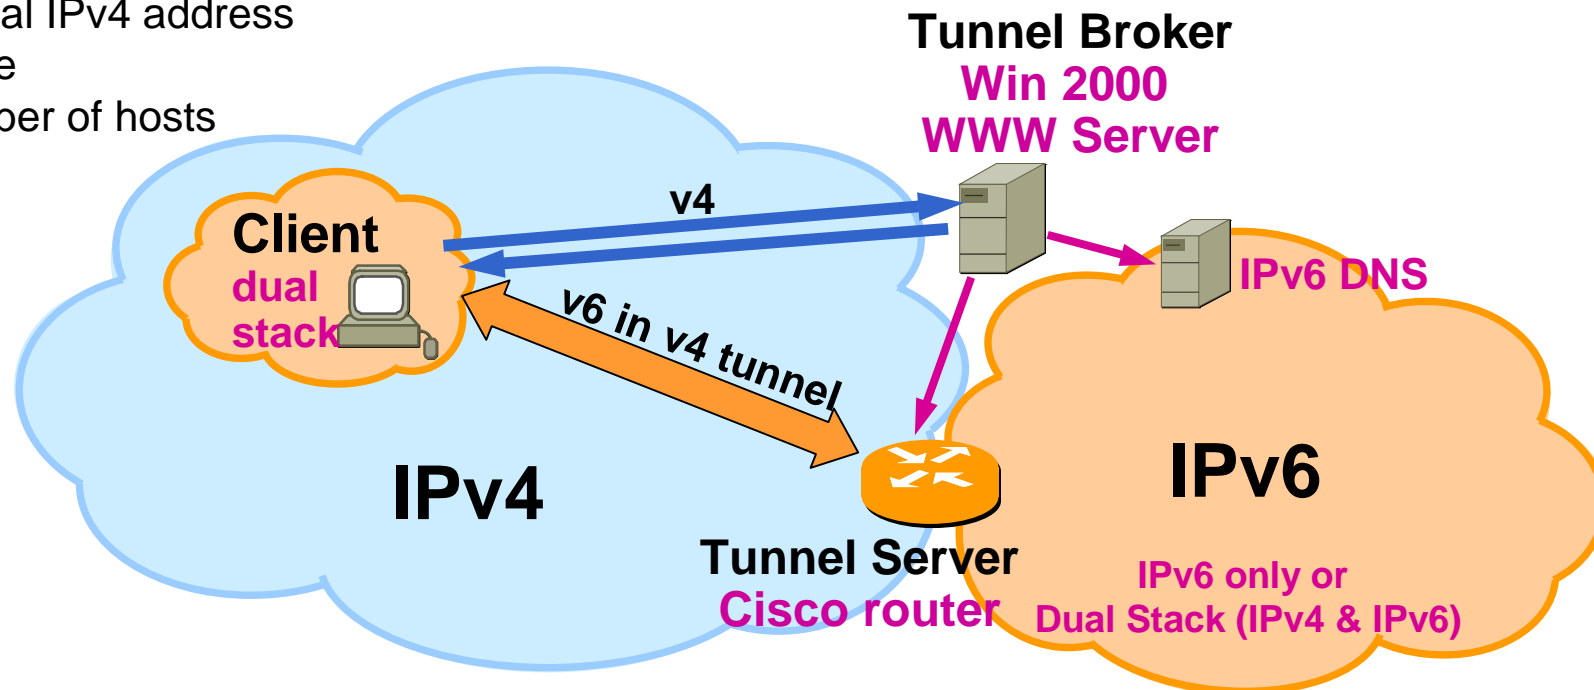 al IPv4 address
e
er of hosts
Tunnel Broker
Win 2000
WWW Server
Client
dual
stack
v4
v6 in v4 tunnel
IPv6 DNS
IPv4
IPv6
Tunnel Server
Cisco router
IPv6 only or
Dual Stack (IPv4 & IPv6)